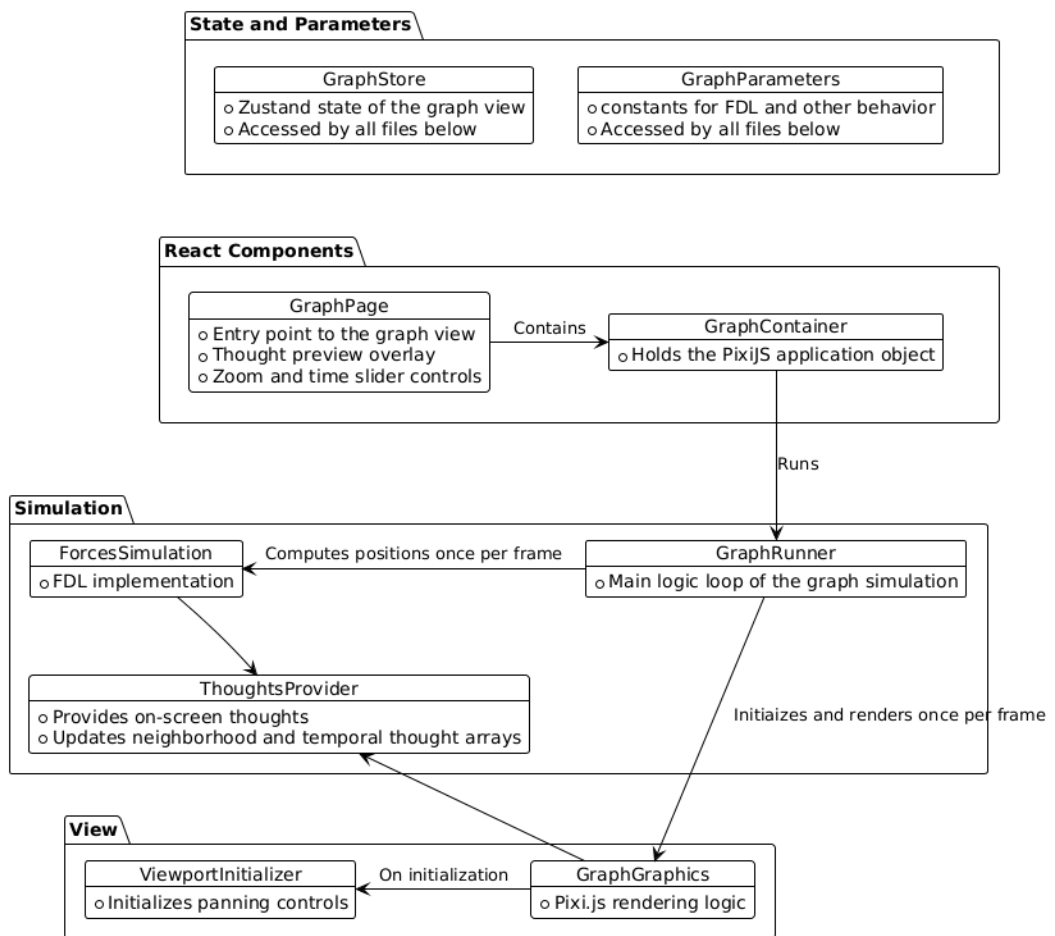 State and Parameters
GraphStore
Zustand state of the graph view
Accessed by all files below
GraphParameters
constants for FDL and other behavior
Accessed by all files below
React Components
GraphPage
Entry point to the graph view
Thought preview overlay
Zoom and time slider controls
Contains
GraphContainer
Holds the PixiJS application object
Runs
Simulation
ForcesSimulation
FDL implementation
Computes positions once per frame
GraphRunner
Main logic loop of the graph simulation
ThoughtsProvider
Provides on-screen thoughts
Updates neighborhood and temporal thought arrays
Initiaizes and renders once per frame
View
ViewportInitializer
Initializes panning controls
On initialization
GraphGraphics
Pixi.js rendering logic